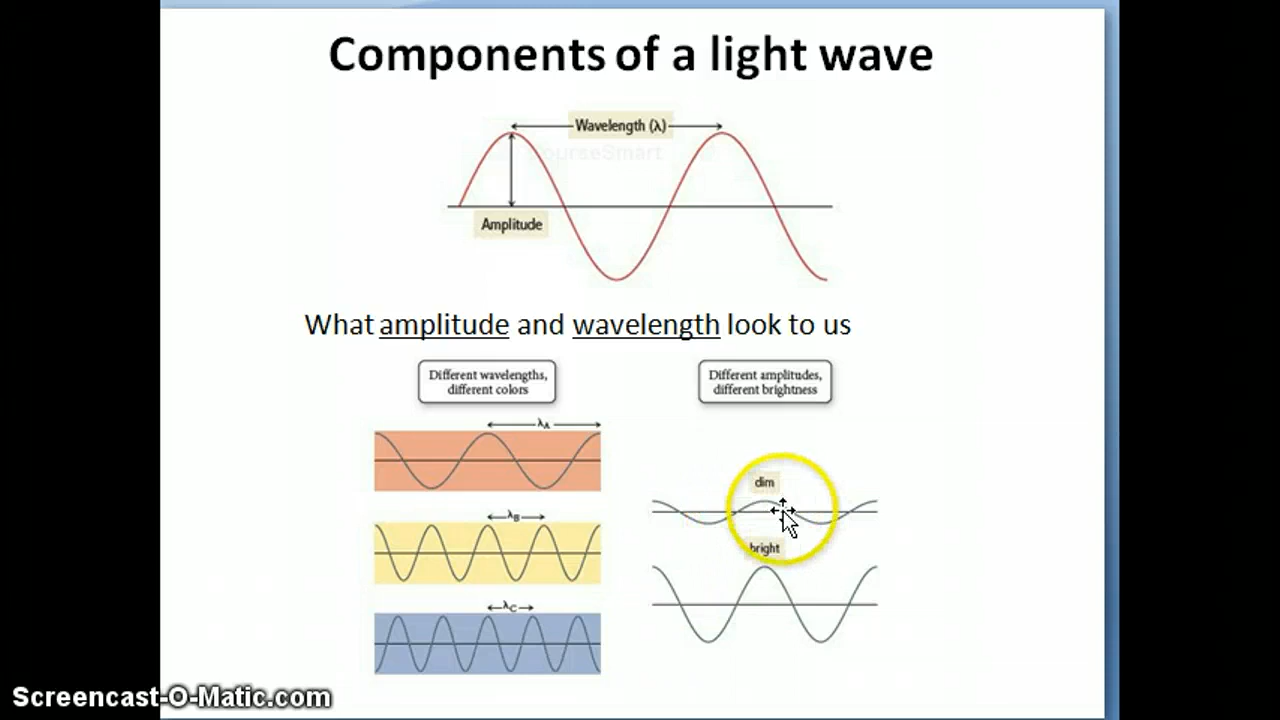 Components of a light wave
Wavelength (λ)
CourseSmart
Amplitude
What amplitude and wavelength look to us
Different wavelengths,
different colors
Different amplitudes,
different brightness
λA
λB
λC
dim
bright
Screencast-O-Matic.com